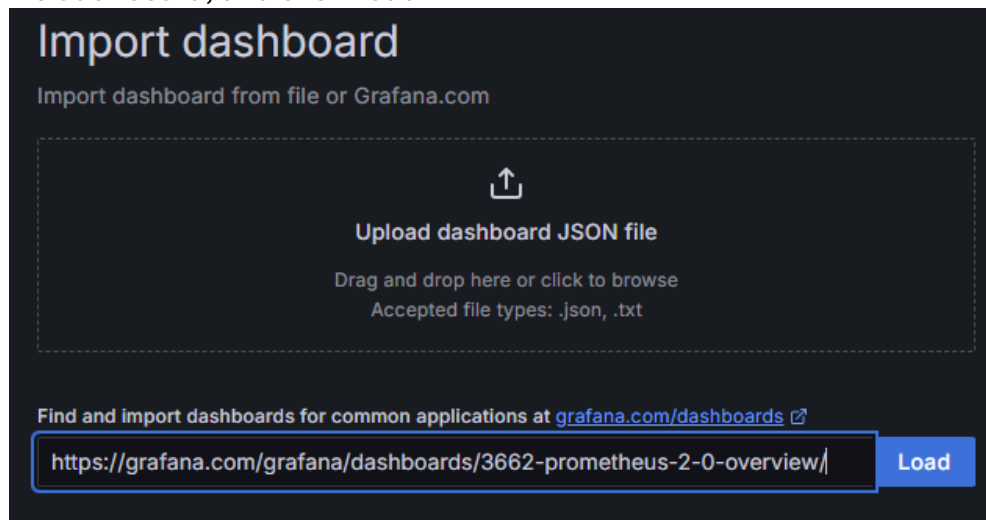 Import dashboard
Import dashboard from file or Grafana.com
Upload dashboard JSON file
Drag and drop here or click to browse
Accepted file types: .json, .txt
Find and import dashboards for common applications at grafana.com/dashboards
https://grafana.com/grafana/dashboards/3662-prometheus-2-0-overview/
Load